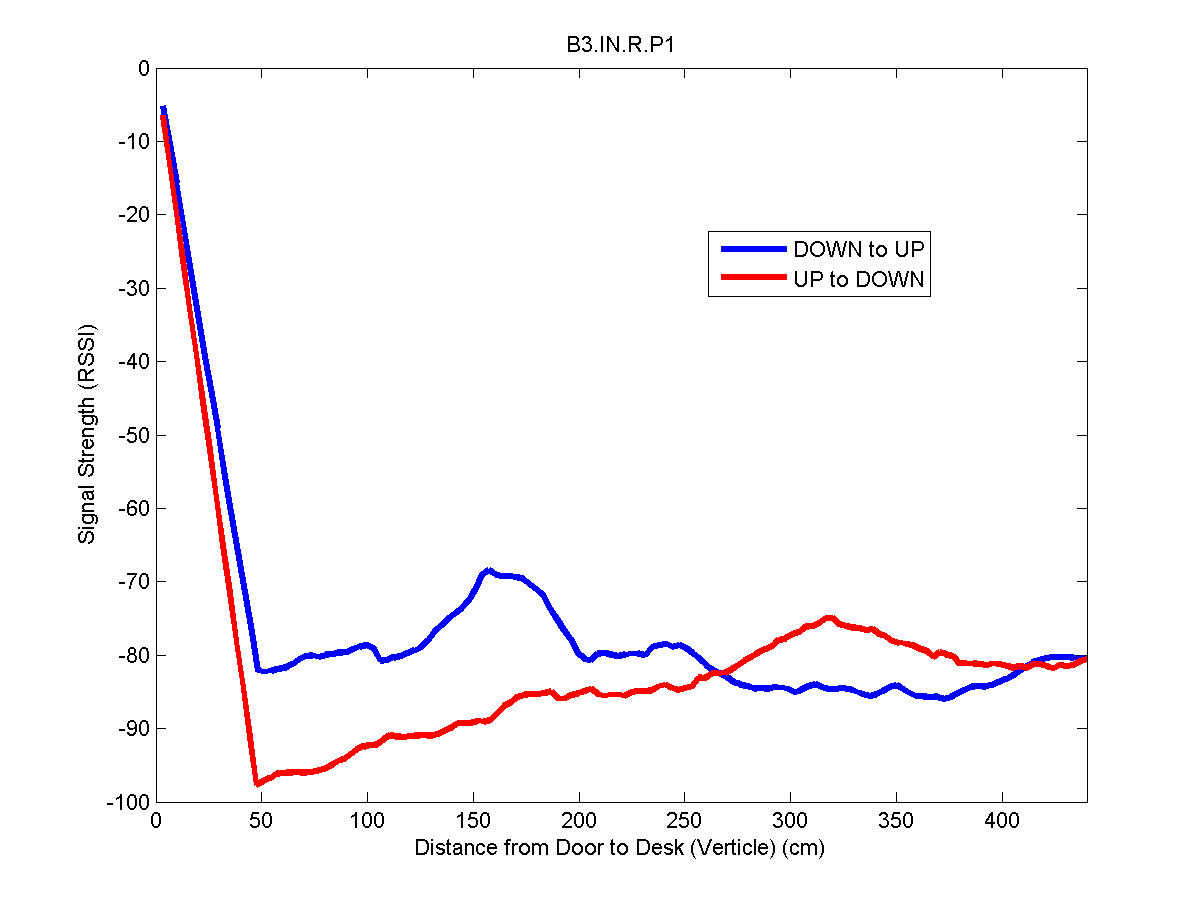 B3.IN.R.P1
0
-10
-20
-30
-40
-50
-60
-70
-80
-90
-100
Signal Strength (RSSI)
DOWN to UP
UP to DOWN
0 50 100 150 200 250 300 350 400
Distance from Door to Desk (Verticle) (cm)